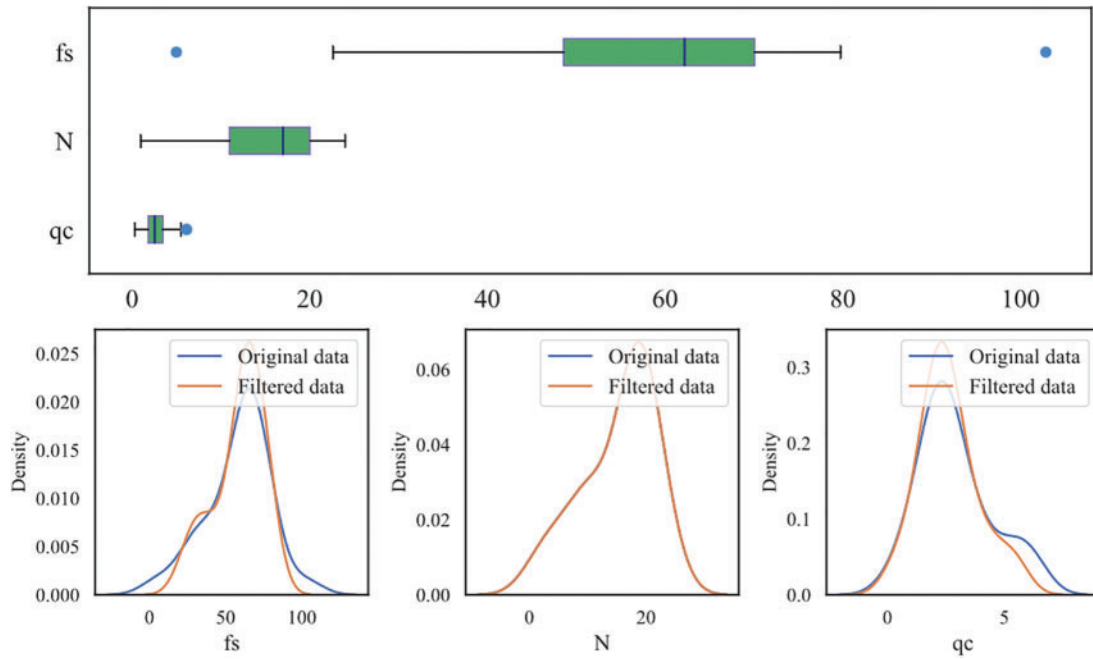 fs
N
qc
0 20 40 60 80 100
Original data
Filtered data
Density
0.025
0.020
0.015
0.010
0.005
0.000
0 50 100
fs
Original data
Filtered data
Density
0.06
0.04
0.02
0.00
0 20
N
Original data
Filtered data
Density
0.3
0.2
0.1
0.0
0 5
qc